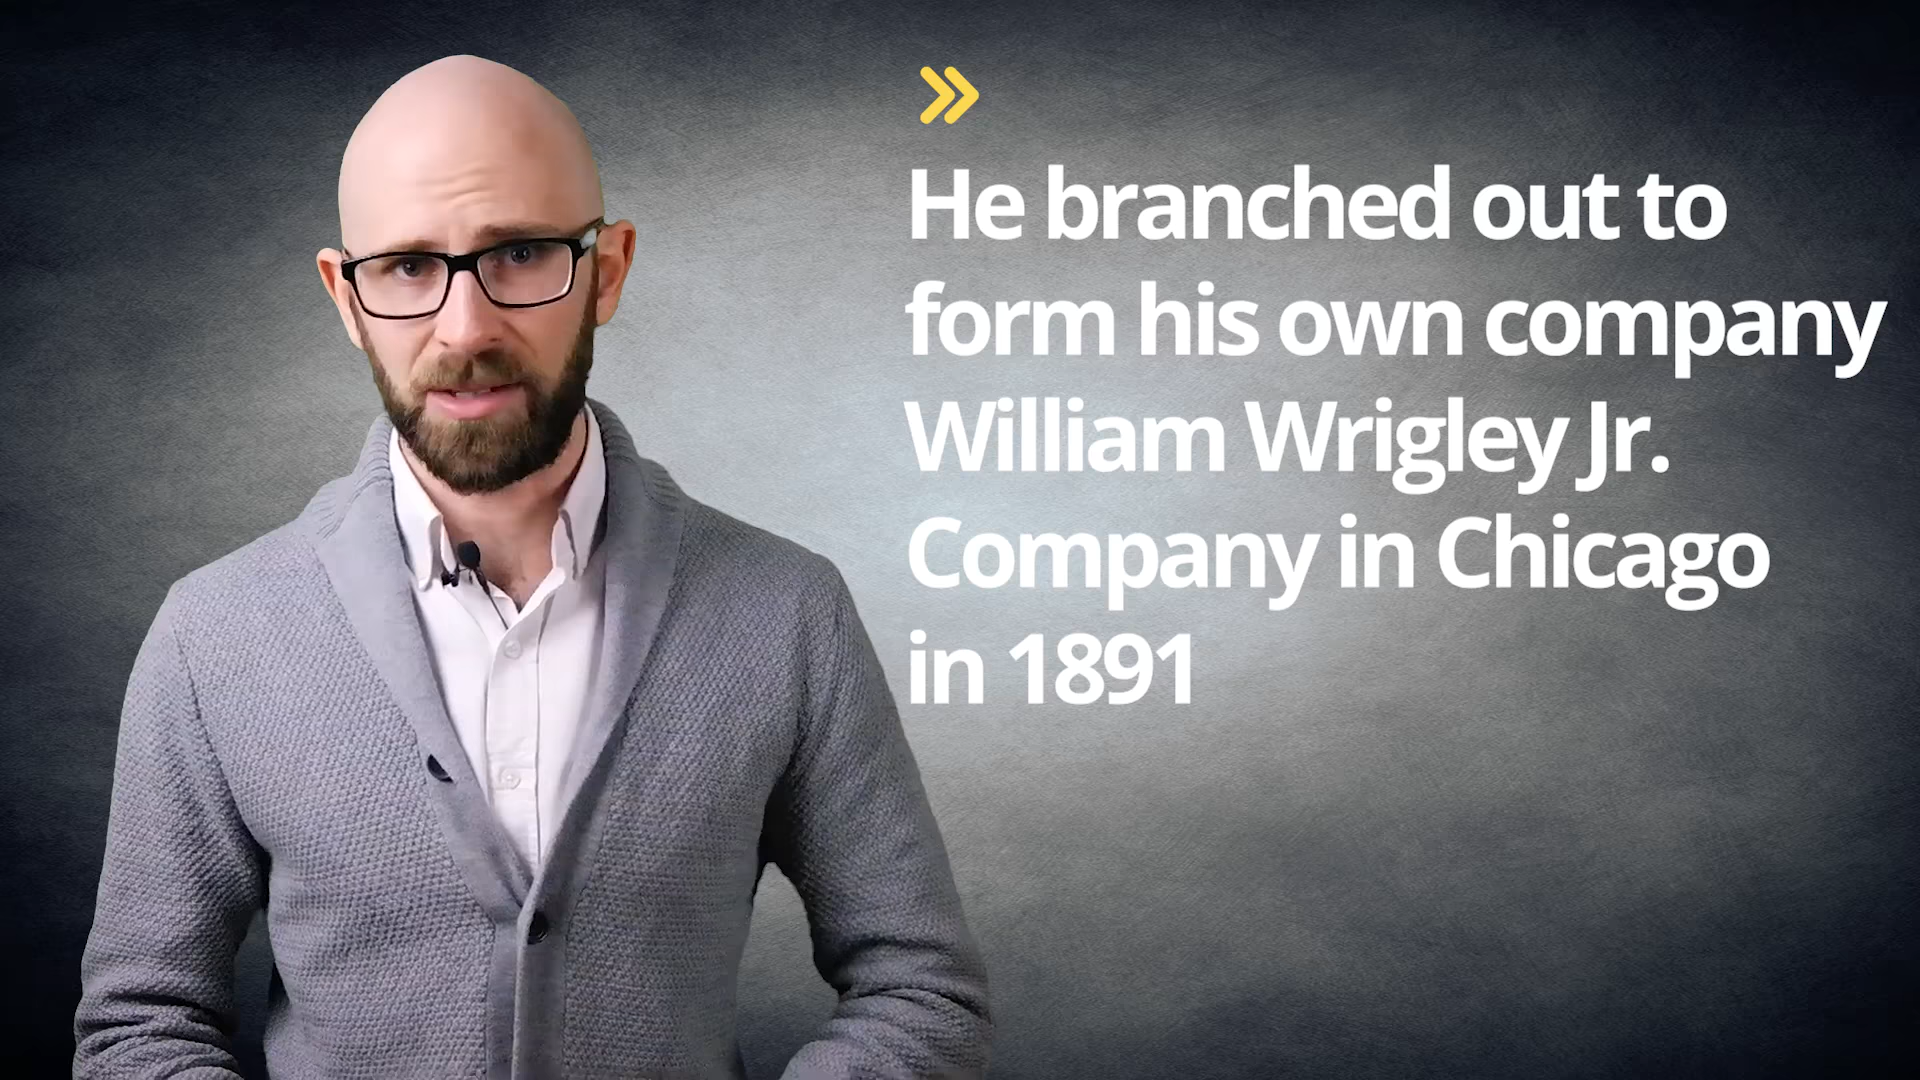 He branched out to
form his own company
William Wrigley Jr.
Company in Chicago
in 1891